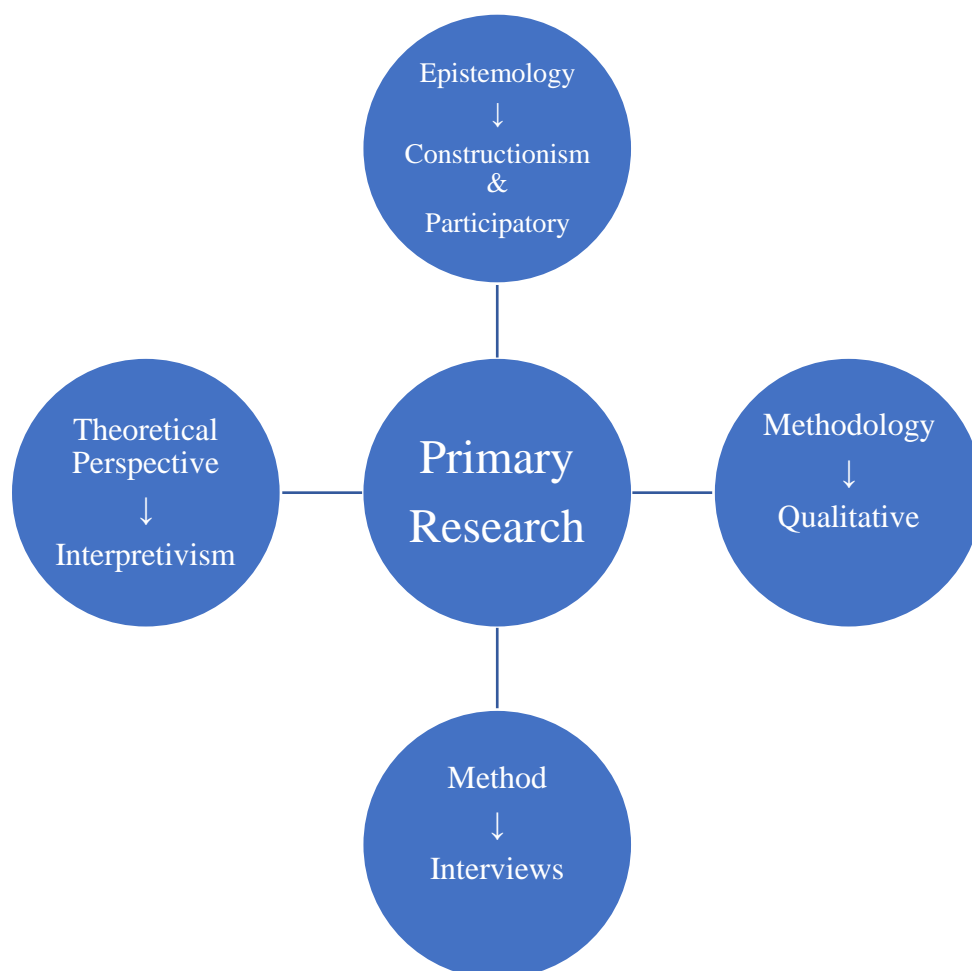 Epistemology
↓
Constructionism
&
Participatory
Theoretical
Perspective
↓
Interpretivism
Primary
Research
Methodology
↓
Qualitative
Method
↓
Interviews